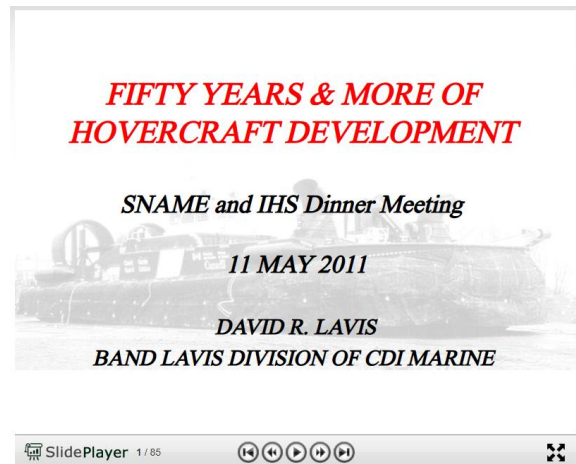 FIFTY YEARS & MORE OF
HOVERCRAFT DEVELOPMENT
SNAME and IHS Dinner Meeting
11 MAY 2011
DAVID R. LAVIS
BAND LAVIS DIVISION OF CDI MARINE
SlidePlayer 1 / 85